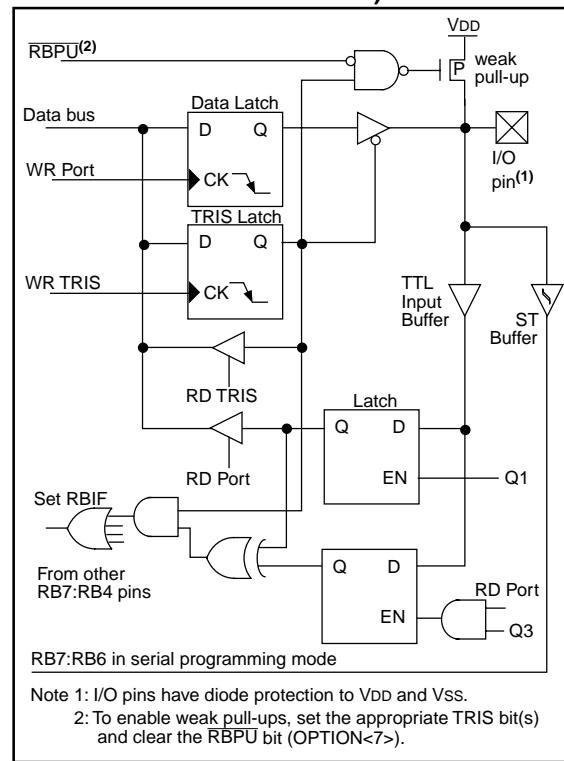 VDD
RBPU(2)
weak
pull-up
P
Data bus
Data Latch
D Q
I/O
pin(1)
WR Port
CK
TRIS Latch
D Q
WR TRIS
CK
TTL
Input
Buffer
ST
Buffer
RD TRIS
Latch
Q D
RD Port
EN
Q1
Set RBIF
From other
RB7:RB4 pins
Q D
RD Port
EN
Q3
RB7:RB6 in serial programming mode
Note 1: I/O pins have diode protection to VDD and VSS.
2: To enable weak pull-ups, set the appropriate TRIS bit(s)
and clear the RBPU bit (OPTION<7>).